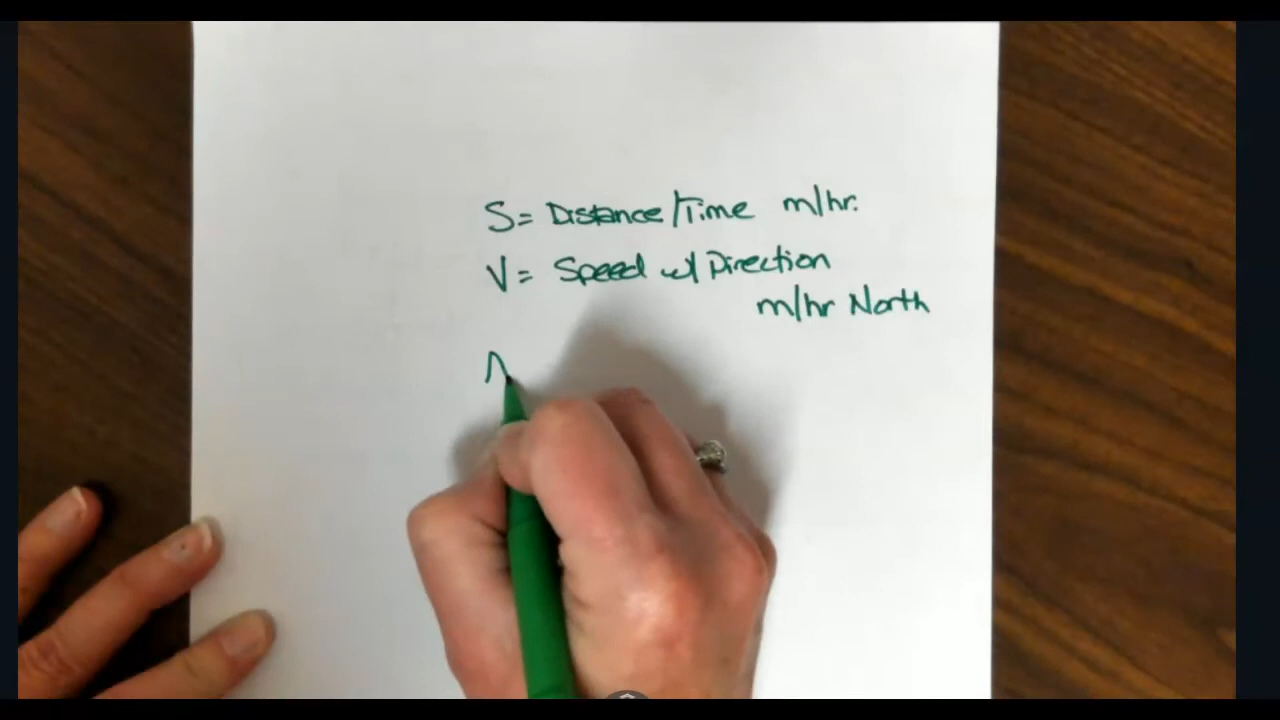 S= Distance/Time m/hr.
V= Speed w/ Direction
m/hr North